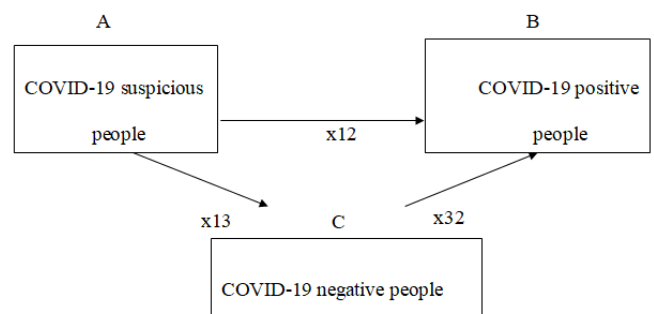 A
B
COVID-19 suspicious
people
COVID-19 positive
people
x12
x13
C
x32
COVID-19 negative people